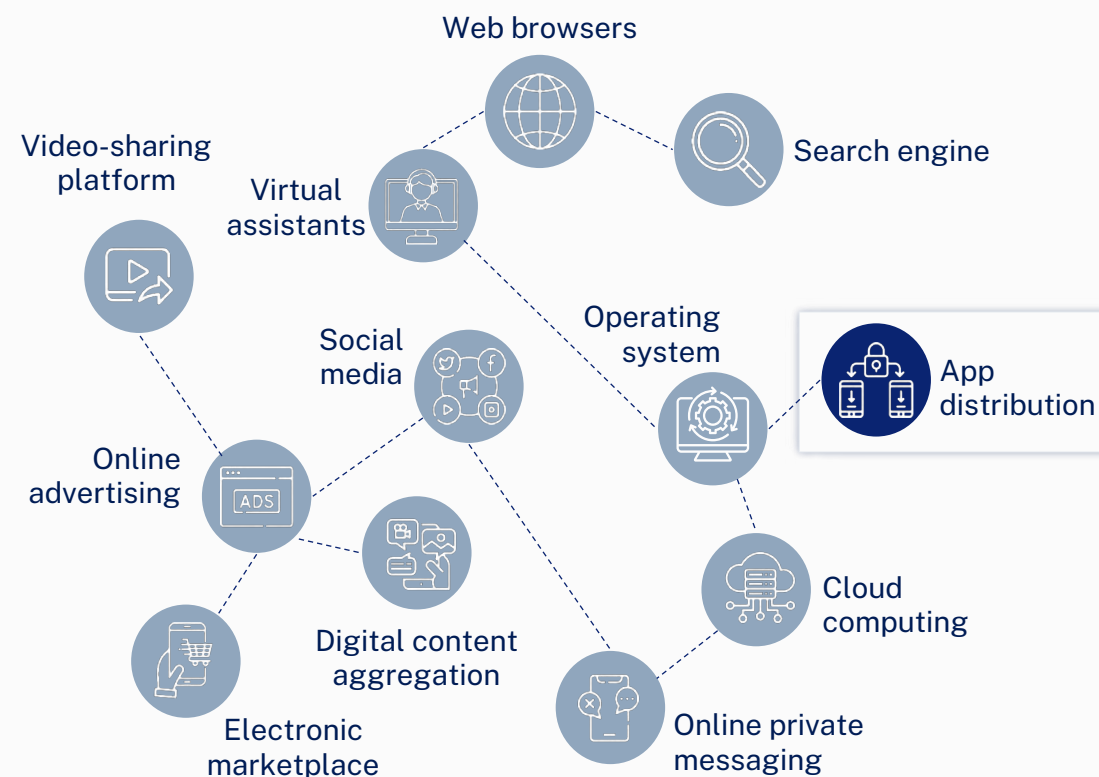 Web browsers
Search engine
Video-sharing
platform
Virtual
assistants
Operating
system
Social
media
App
distribution
Online
advertising
ADS
Digital content
aggregation
Cloud
computing
Electronic
marketplace
Online private
messaging